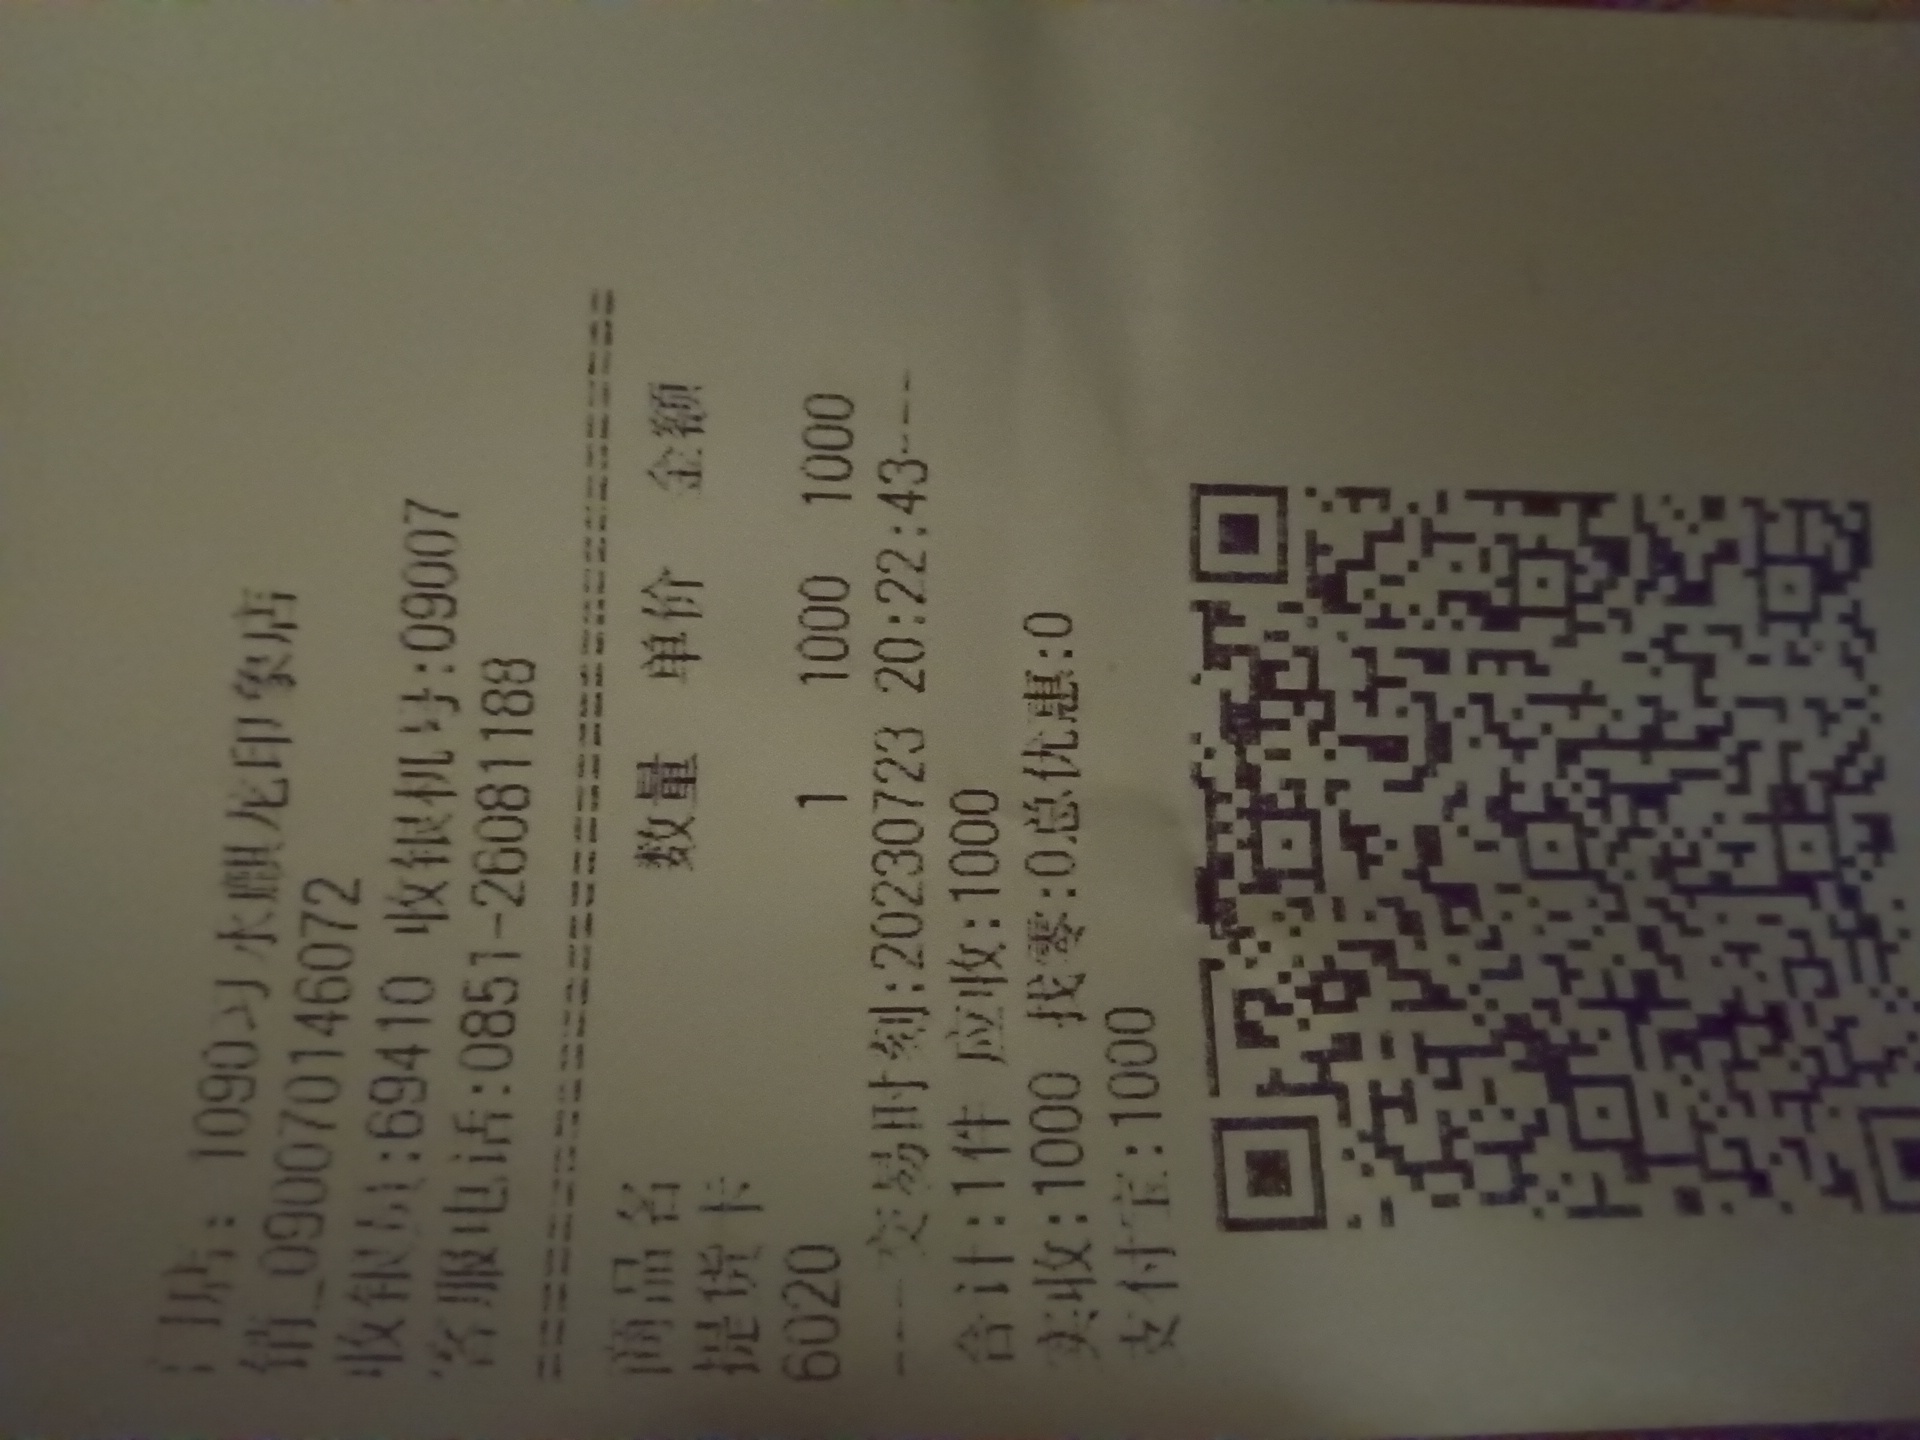 门店: 1090习水麒龙印象店
销_090070146072
收银员:69410 收银机号:09007
客服电话:0851-26081188
商品名 数量 单价 金额
提货卡
6020 1 1000 1000
----交易时刻:20230723 20:22:43----
合计:1件 应收:1000
实收:1000 找零:0总优惠:0
支付宝:1000